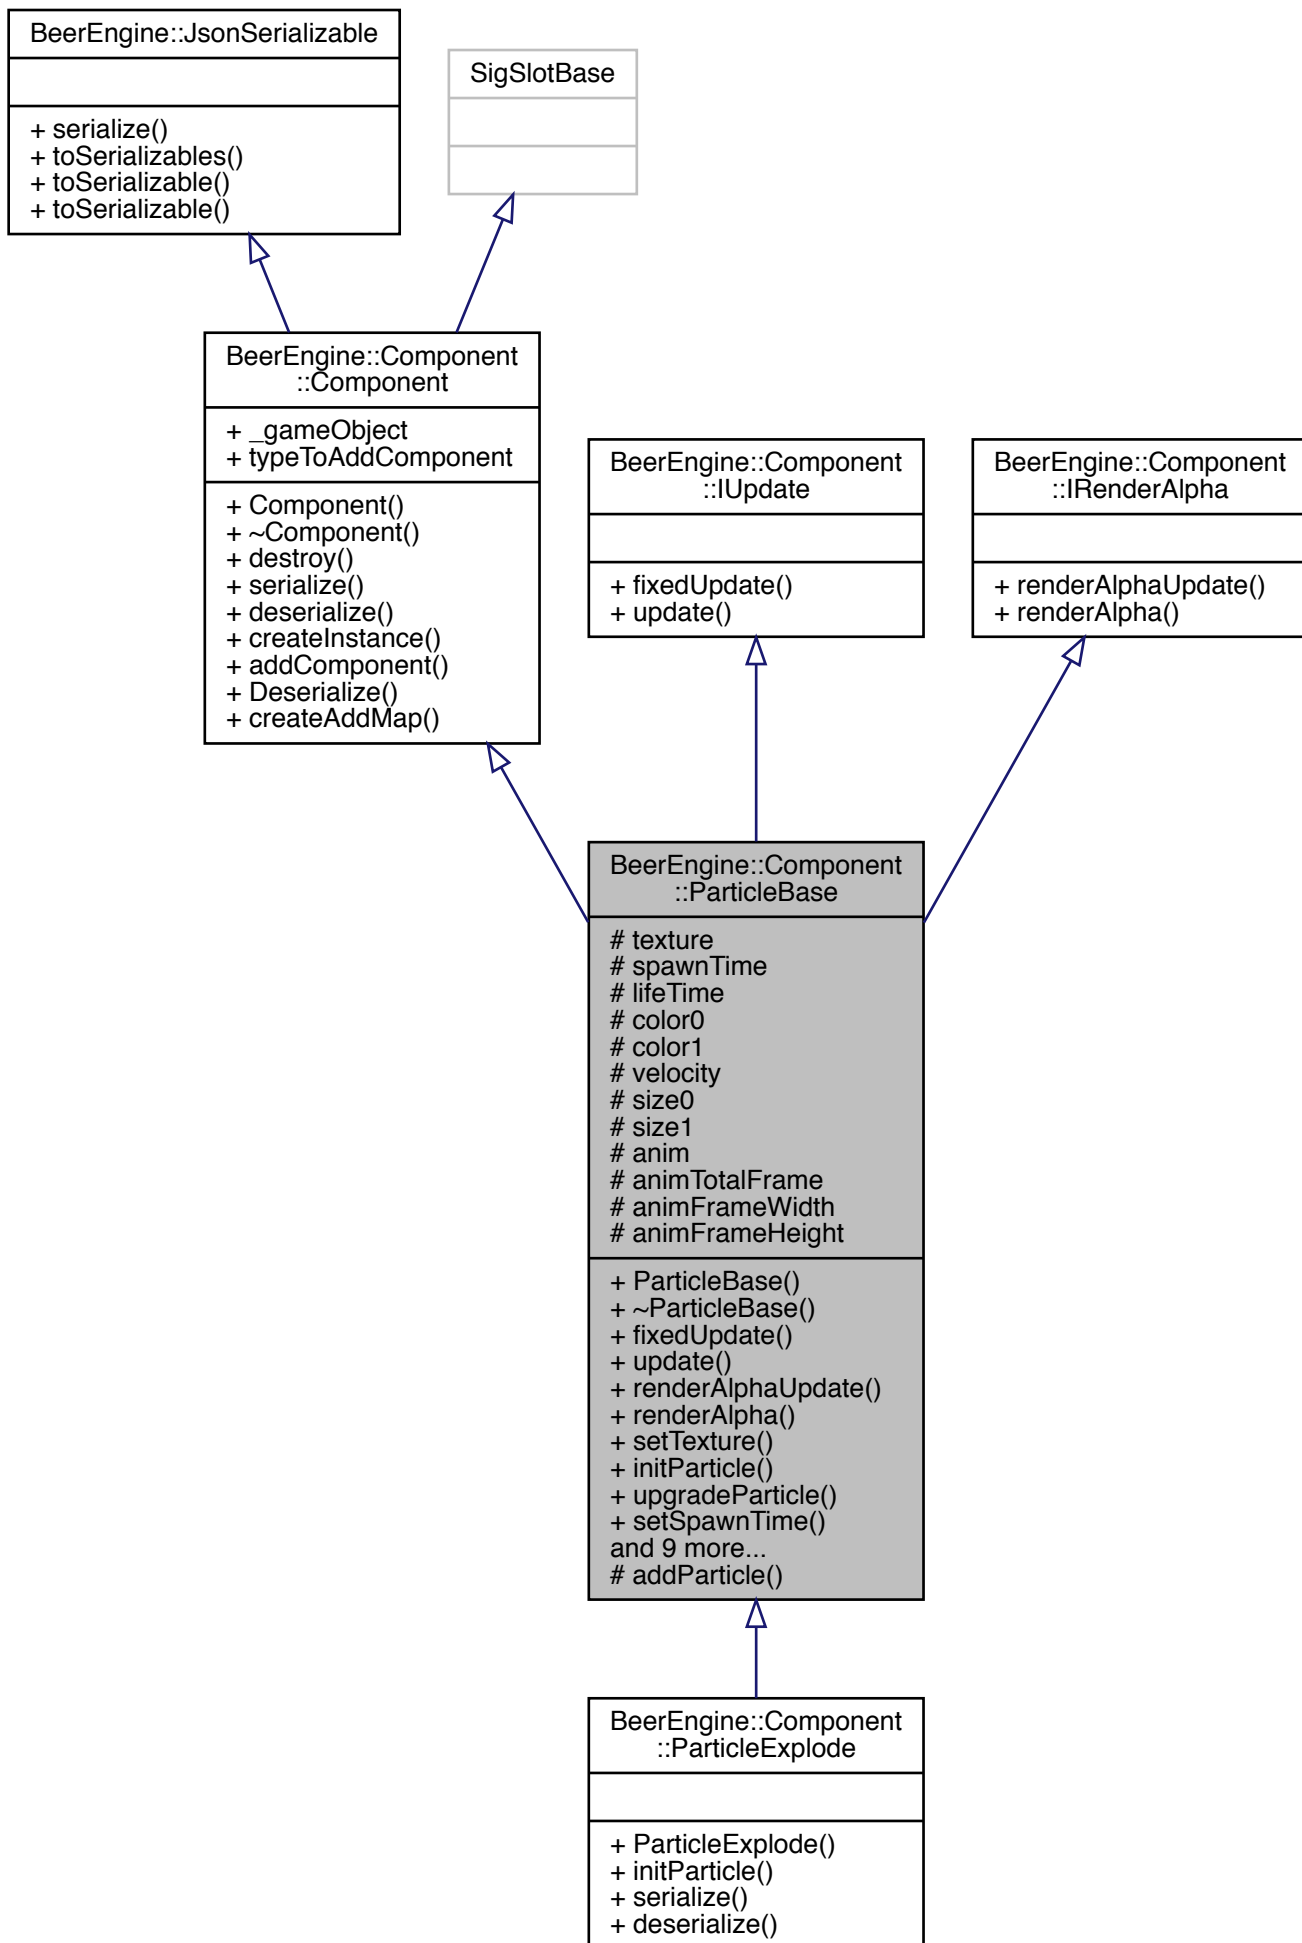 BeerEngine::JsonSerializable
+ serialize()
+ toSerializables()
+ toSerializable()
+ toSerializable()
SigSlotBase
BeerEngine::Component
::Component
+ _gameObject
+ typeToAddComponent
+ Component()
+ ~Component()
+ destroy()
+ serialize()
+ deserialize()
+ createInstance()
+ addComponent()
+ Deserialize()
+ createAddMap()
BeerEngine::Component
::IUpdate
+ fixedUpdate()
+ update()
BeerEngine::Component
::IRenderAlpha
+ renderAlphaUpdate()
+ renderAlpha()
BeerEngine::Component
::ParticleBase
# texture
# spawnTime
# lifeTime
# color0
# color1
# velocity
# size0
# size1
# anim
# animTotalFrame
# animFrameWidth
# animFrameHeight
+ ParticleBase()
+ ~ParticleBase()
+ fixedUpdate()
+ update()
+ renderAlphaUpdate()
+ renderAlpha()
+ setTexture()
+ initParticle()
+ upgradeParticle()
+ setSpawnTime()
and 9 more...
# addParticle()
BeerEngine::Component
::ParticleExplode
+ ParticleExplode()
+ initParticle()
+ serialize()
+ deserialize()